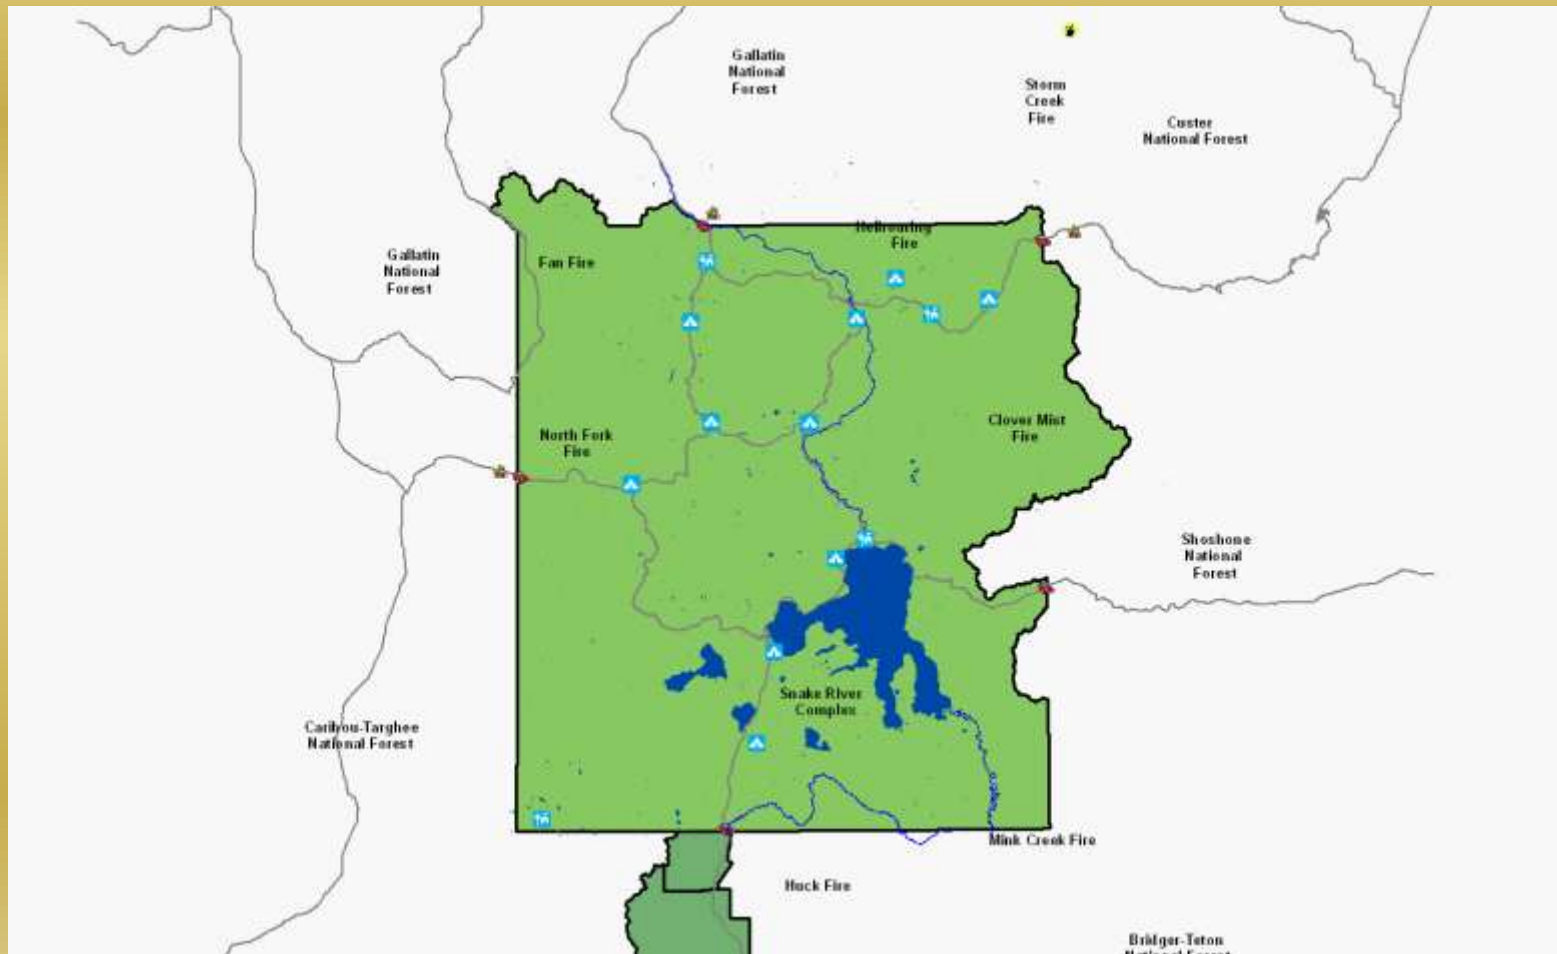 Gallatin
National
Forest
Storm
Creek
Fire
Custer
National Forest
Hellroaring
Fire
Gallatin
National
Forest
Fan Fire
Clover Mist
Fire
North Fork
Fire
Shoshone
National
Forest
Snake River
Complex
Caribou-Targhee
National Forest
Mink Creek Fire
Huck Fire
Bridger-Teton
National Forest